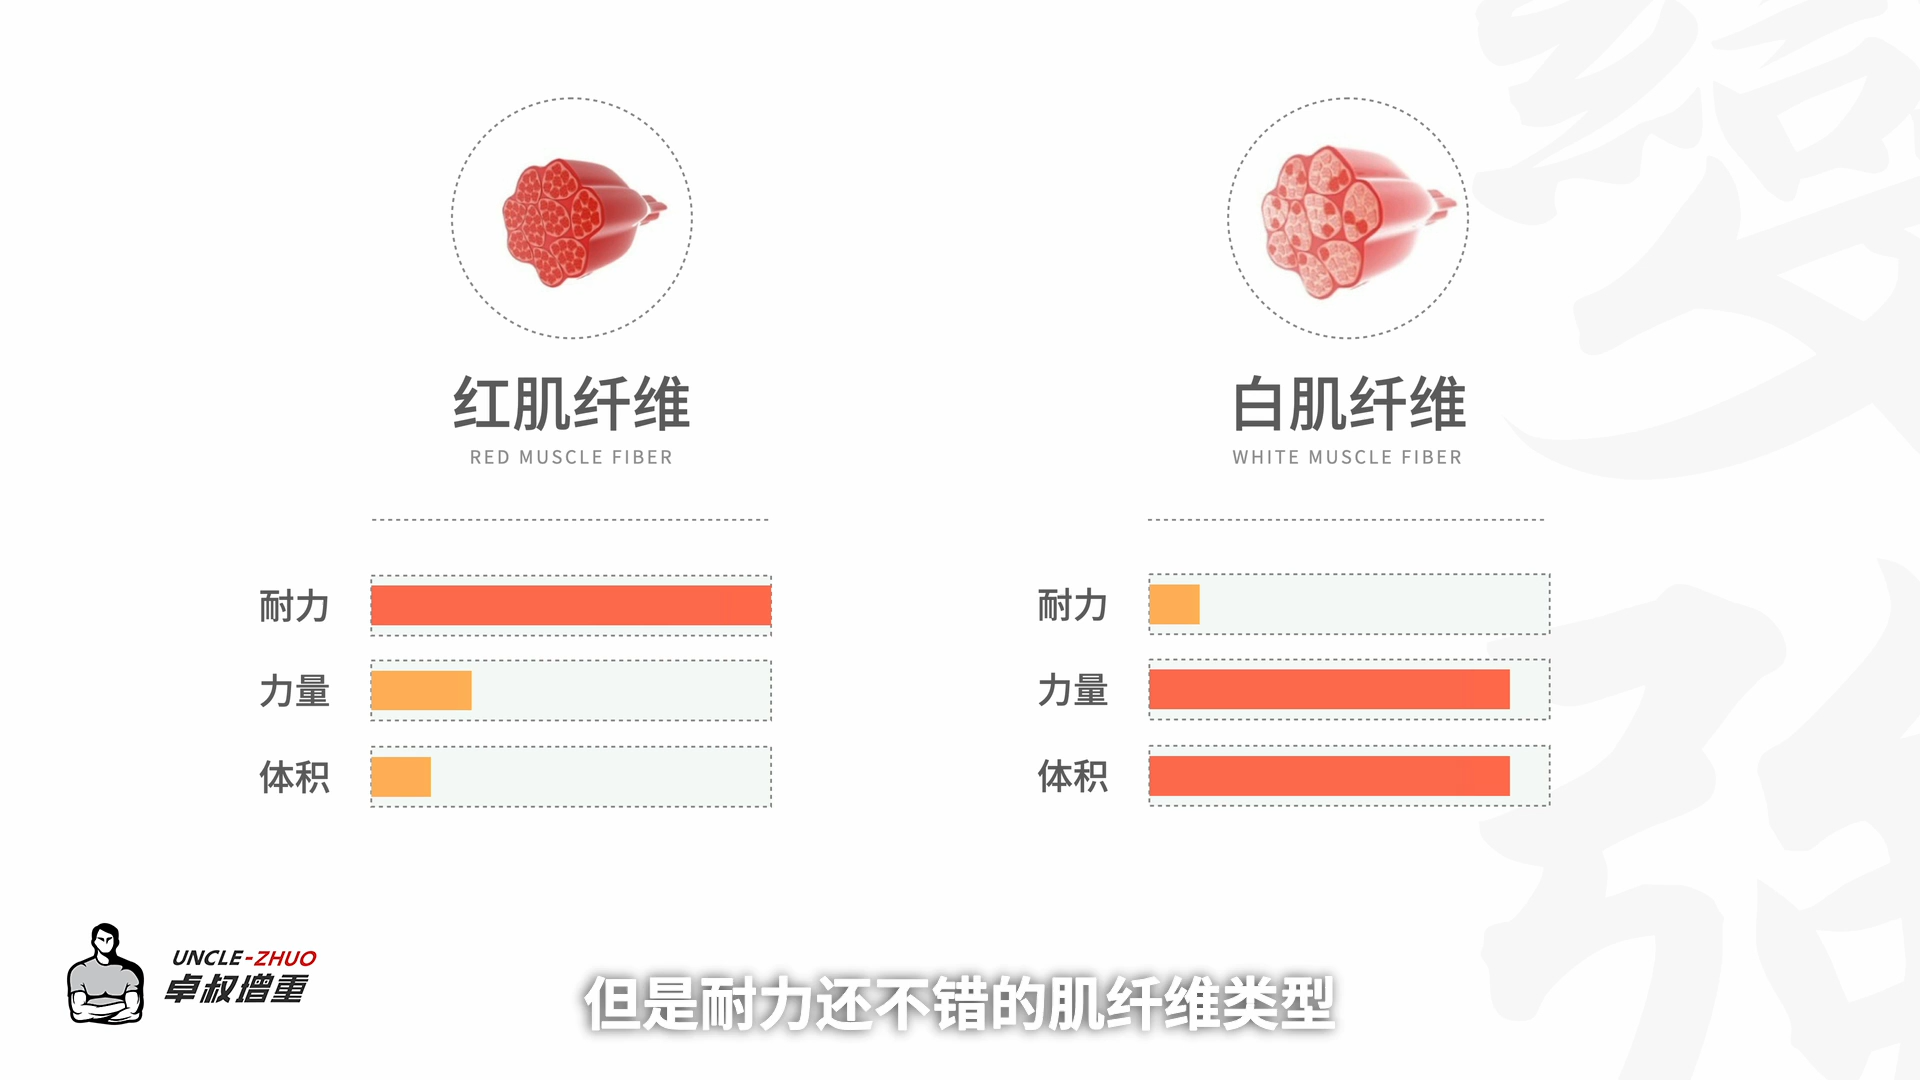 红肌纤维
RED MUSCLE FIBER
耐力
力量
体积
白肌纤维
WHITE MUSCLE FIBER
耐力
力量
体积
UNCLE-ZHUO
卓叔增重
但是耐力还不错的肌纤维类型